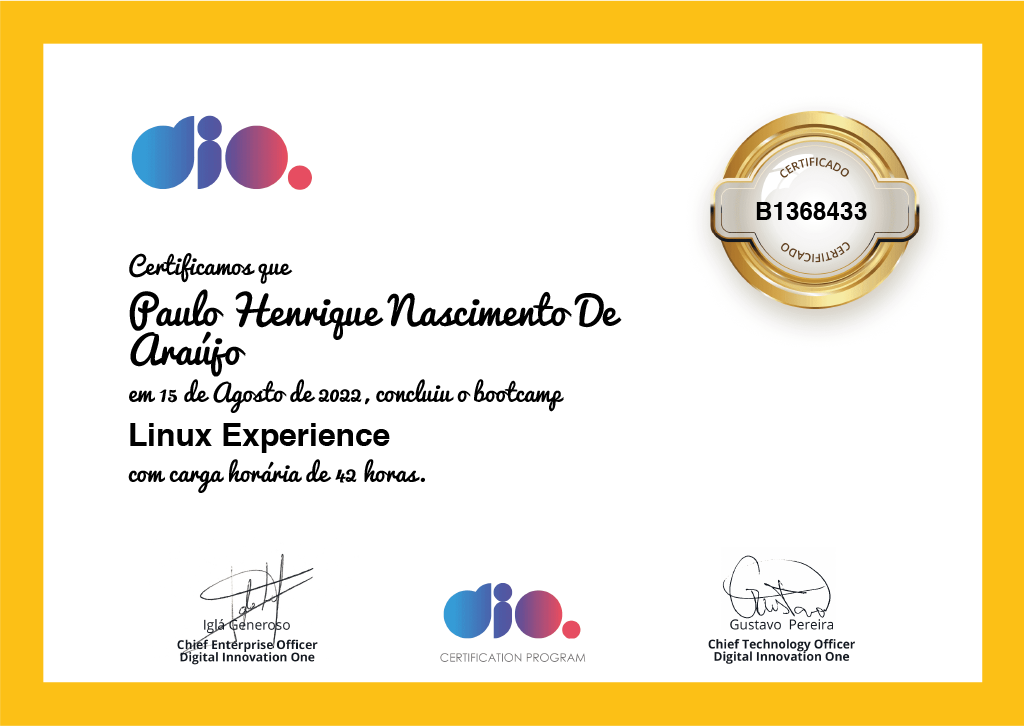 dio.
CERTIFICADO
B1368433
CERTIFICADO
Certificamos que
Paulo Henrique Nascimento De
Araújo
em 15 de Agosto de 2022, concluiu o bootcamp
Linux Experience
com carga horária de 42 horas.
Iglá Generoso
Chief Enterprise Officer
Digital Innovation One
dio.
CERTIFICATION PROGRAM
Gustavo
Gustavo Pereira
Chief Technology Officer
Digital Innovation One